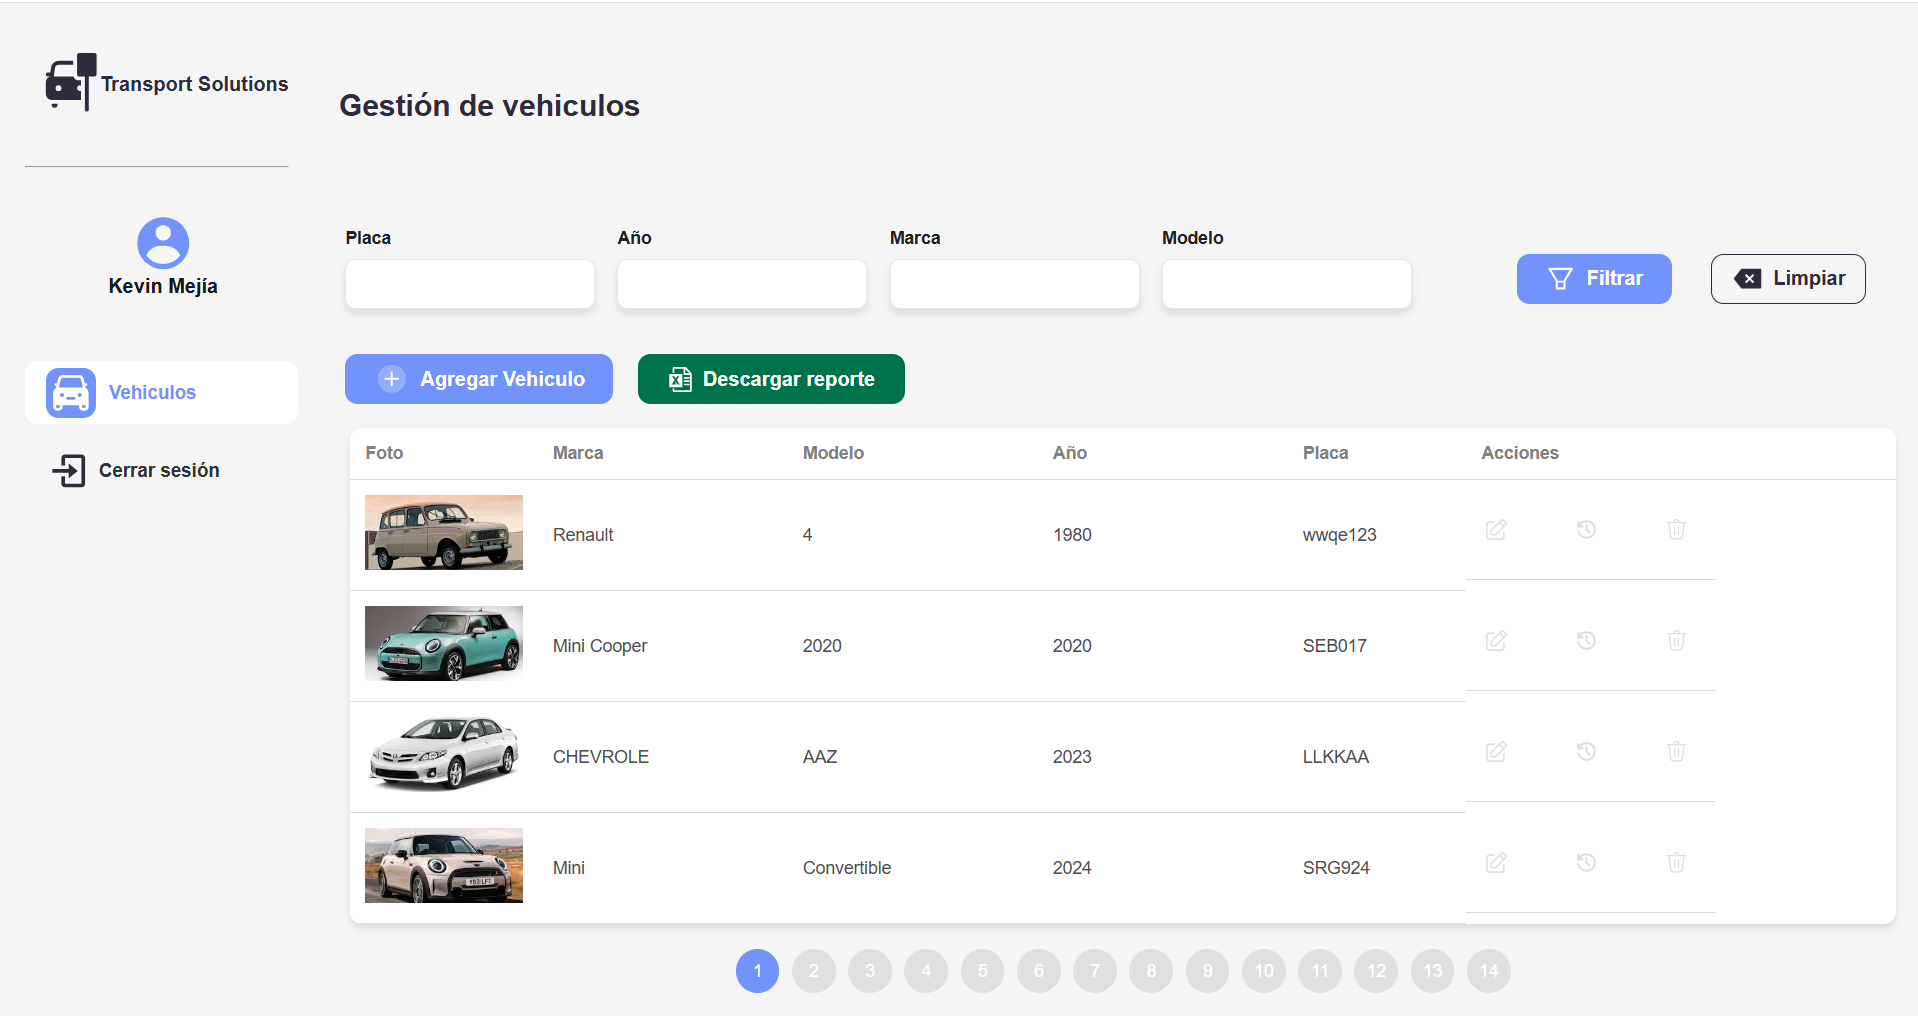 Transport Solutions
Gestión de vehiculos
Kevin Mejía
Vehiculos
Cerrar sesión
Placa
Año
Marca
Modelo
Filtrar
Limpiar
Agregar Vehiculo
Descargar reporte
Foto Marca Modelo Año Placa Acciones
Renault 4 1980 wwqe123
Mini Cooper 2020 2020 SEB017
CHEVROLE AAZ 2023 LLKKAA
Mini Convertible 2024 SRG924
1 2 3 4 5 6 7 8 9 10 11 12 13 14